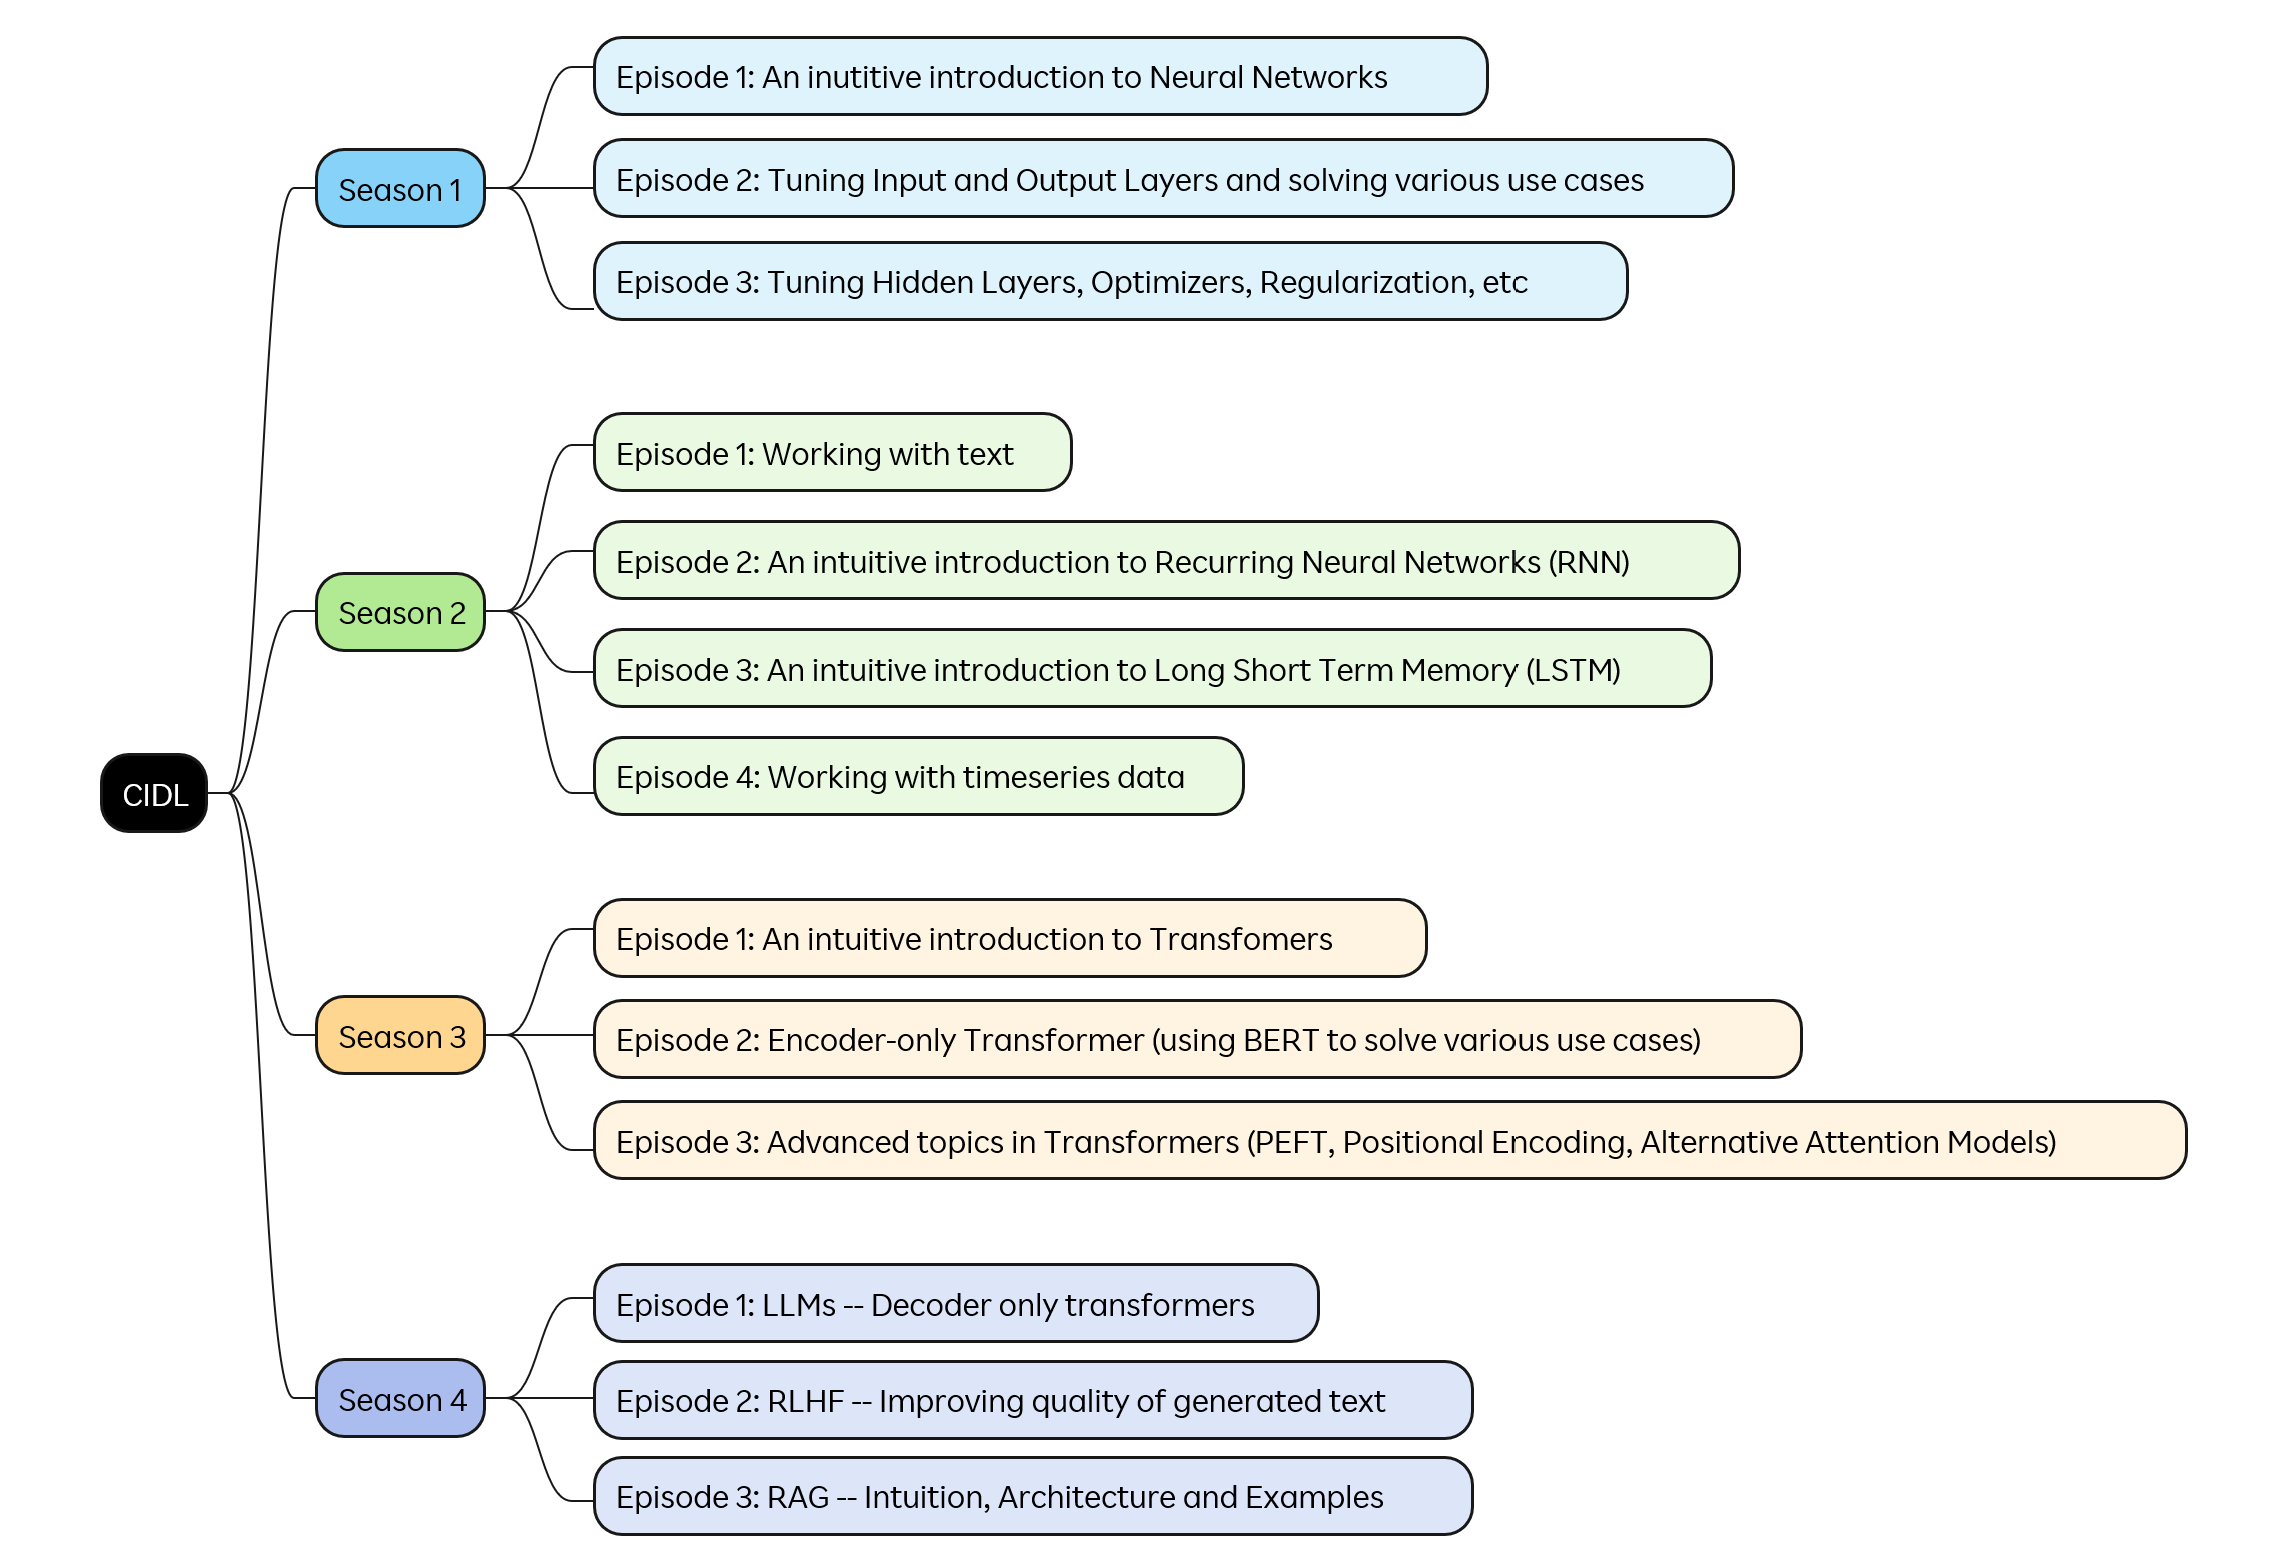 Episode 1: An inutitive introduction to Neural Networks
Episode 2: Tuning Input and Output Layers and solving various use cases
Season 1
Episode 3: Tuning Hidden Layers, Optimizers, Regularization, etc
Episode 1: Working with text
Episode 2: An intuitive introduction to Recurring Neural Networks (RNN)
Season 2
Episode 3: An intuitive introduction to Long Short Term Memory (LSTM)
Episode 4: Working with timeseries data
CIDL
Episode 1: An intuitive introduction to Transfomers
Season 3
Episode 2: Encoder-only Transformer (using BERT to solve various use cases)
Episode 3: Advanced topics in Transformers (PEFT, Positional Encoding, Alternative Attention Models)
Episode 1: LLMs -- Decoder only transformers
Season 4
Episode 2: RLHF -- Improving quality of generated text
Episode 3: RAG -- Intuition, Architecture and Examples